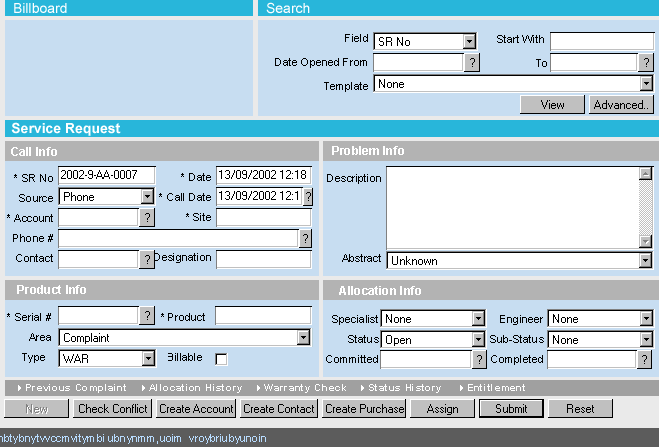 Billboard Search
Field SR No Start With
Date Opened From ? To ?
Template None
View Advanced..
Service Request
Call Info Problem Info
* SR No 2002-9-AA-0007 * Date 13/09/2002 12:18 Description
Source Phone * Call Date 13/09/2002 12:1 ?
* Account ? * Site
Phone # ?
Contact ? Designation Abstract Unknown
Product Info Allocation Info
* Serial # ? * Product Specialist None Engineer None
Area Complaint Status Open Sub-Status None
Type WAR Billable Committed ? Completed ?
Previous Complaint Allocation History Warranty Check Status History Entitlement
New Check Conflict Create Account Create Contact Create Purchase Assign Submit Reset